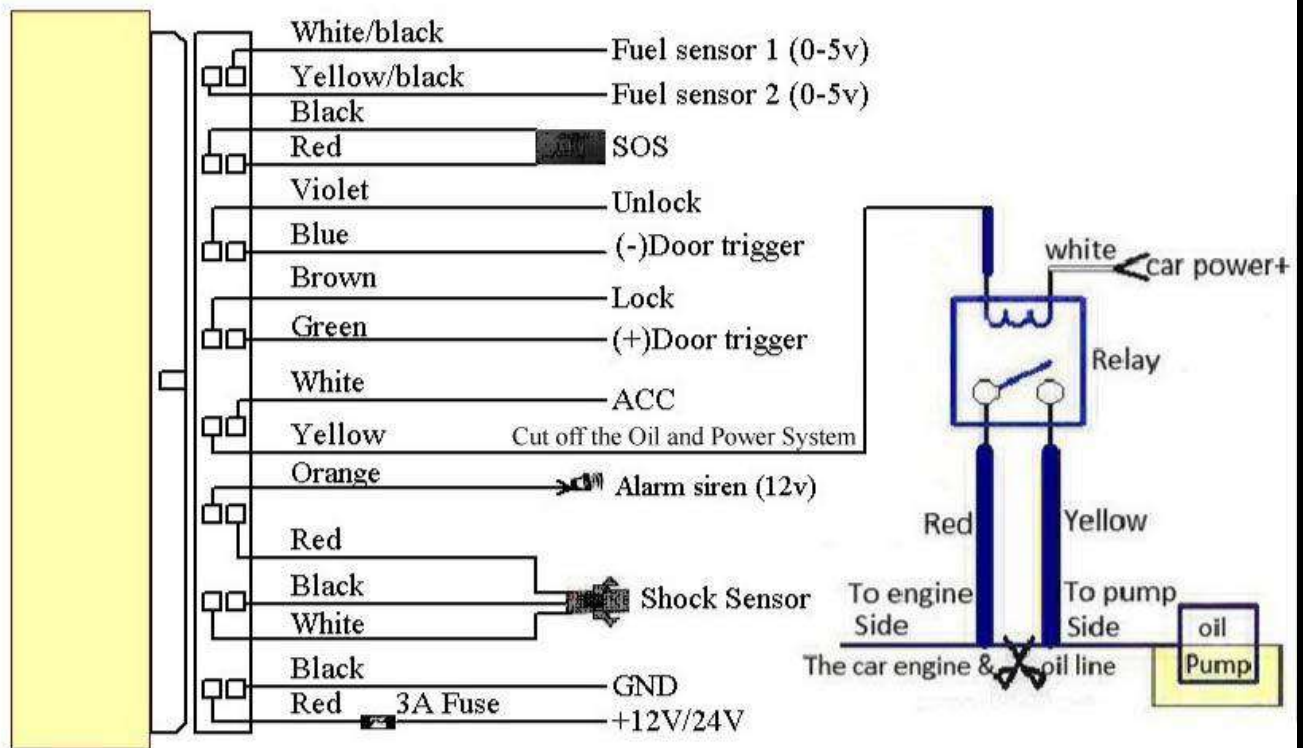 White/black
Fuel sensor 1 (0-5v)
Yellow/black
Fuel sensor 2 (0-5v)
Black
Red
SOS
Violet
Unlock
Blue
(-)Door trigger
Brown
Lock
Green
(+)Door trigger
White
ACC
Yellow
Cut off the Oil and Power System
Orange
Alarm siren (12v)
Red
Black
Shock Sensor
White
Black
GND
Red
3A Fuse
+12V/24V
white
car power+
Relay
Red
Yellow
To engine
Side
To pump
Side
The car engine &
oil line
oil
Pump